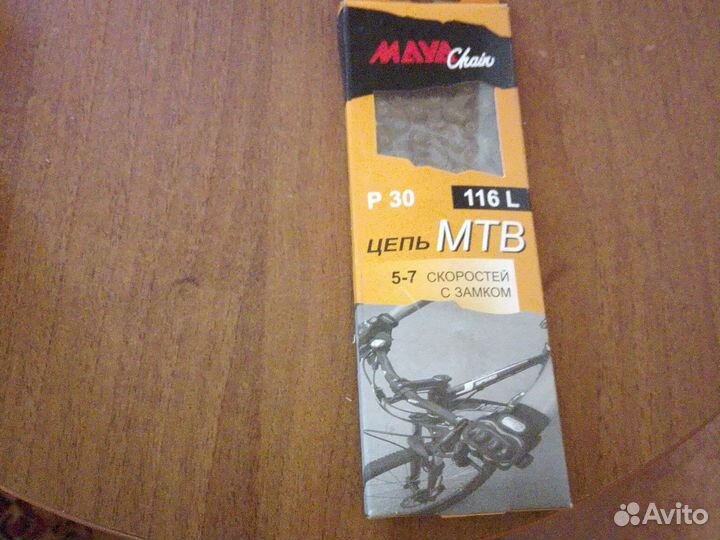 MAYA Chain
P 30 116 L
ЦЕПЬ MTB
5-7 СКОРОСТЕЙ
С ЗАМКОМ
Avito